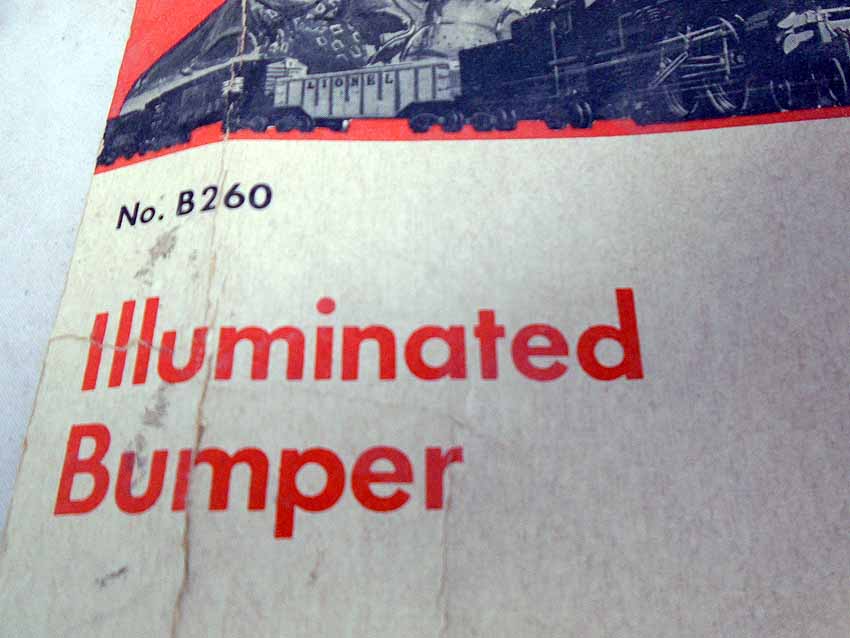 LIONEL
No. B260
Illuminated
Bumper